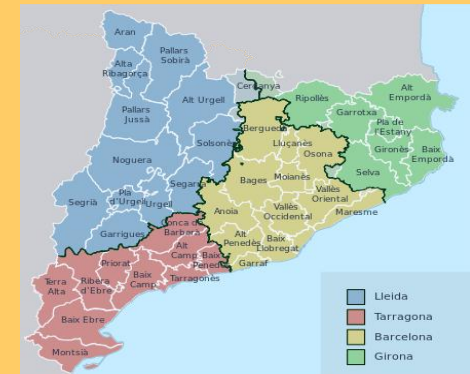 Aran
Pallars
Sobirà
Alta
Ribagorça
Cerdanya
Alt Urgell
Ripollès
Alt
Empordà
Garrotxa
Pla de
l'Estany
Pallars
Jussà
Berguedà
Lluçanès
Osona
Gironès
Baix
Empordà
Solsonès
Noguera
Selva
Bages
Moianès
Segarra
Vallès
Oriental
Segrià
Pla
d'Urgell
Urgell
Anoia
Vallès
Occidental
Maresme
Garrigues
Conca de
Barberà
Alt
Penedès
Baix
Llobregat
Alt
Camp
Baix
Penedès
Garraf
Priorat
Terra
Alta
Ribera
d'Ebre
Baix
Camp
Tarragonès
Baix Ebre
Montsià
Lleida
Tarragona
Barcelona
Girona